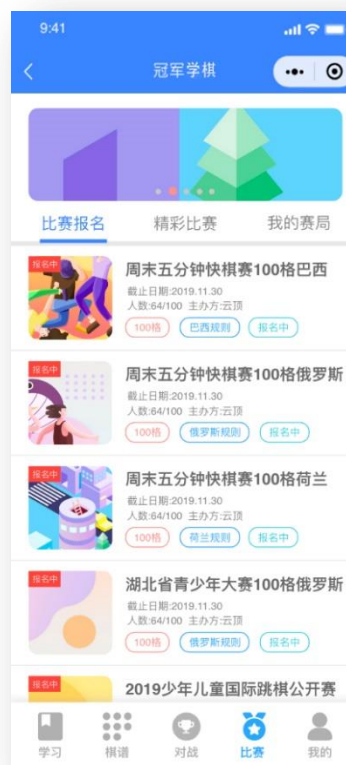 9:41
冠军学棋
比赛报名 精彩比赛 我的赛局
报名中
周末五分钟快棋赛100格巴西
截止日期:2019.11.30
人数:64/100 主办方:云顶
100格 巴西规则 报名中
报名中
周末五分钟快棋赛100格俄罗斯
截止日期:2019.11.30
人数:64/100 主办方:云顶
100格 俄罗斯规则 报名中
报名中
周末五分钟快棋赛100格荷兰
截止日期:2019.11.30
人数:64/100 主办方:云顶
100格 荷兰规则 报名中
报名中
湖北省青少年大赛100格俄罗斯
截止日期:2019.11.30
人数:64/100 主办方:云顶
100格 俄罗斯规则 报名中
报名中
2019少年儿童国际跳棋公开赛
学习 棋谱 对战 比赛 我的